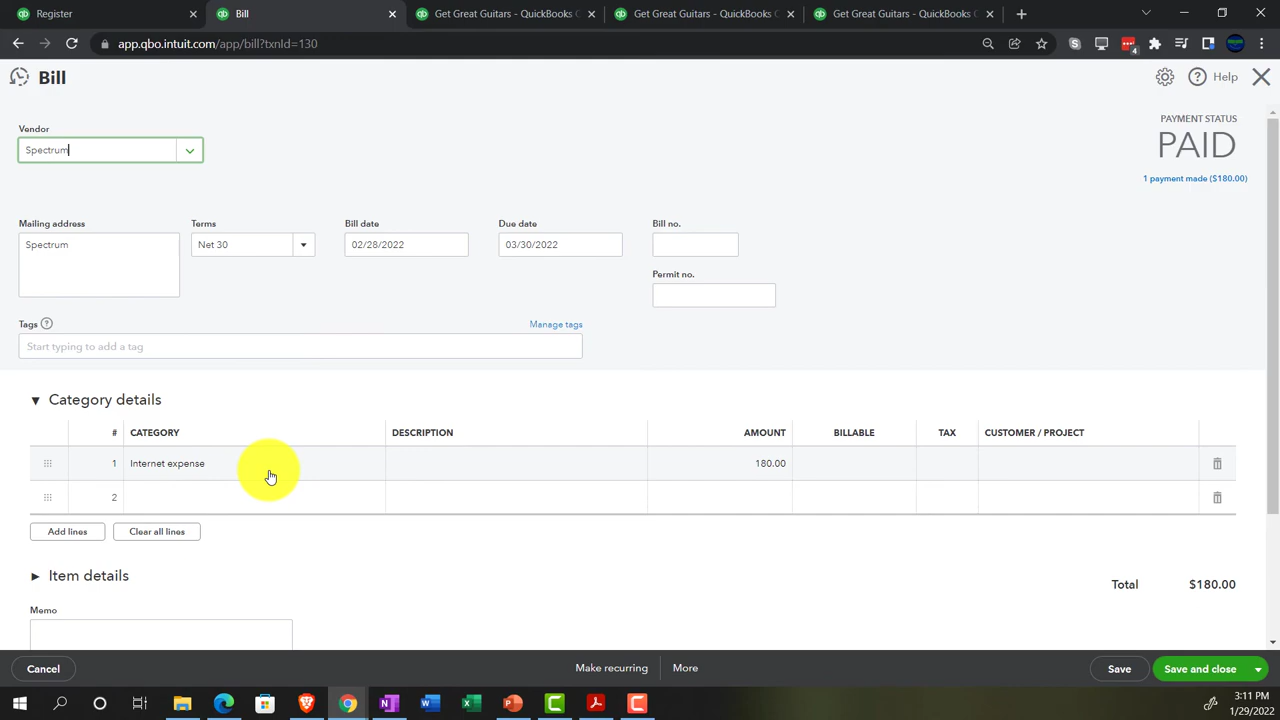 Register
Bill
Get Great Guitars - QuickBooks C
Get Great Guitars - QuickBooks C
Get Great Guitars - QuickBooks C
app.qbo.intuit.com/app/bill?txnId=130
4
Bill
Help
Vendor
Spectrum
PAYMENT STATUS
PAID
1 payment made ($180.00)
Mailing address
Terms
Bill date
Due date
Bill no.
Spectrum
Net 30
02/28/2022
03/30/2022
Permit no.
Tags
Manage tags
Start typing to add a tag
Category details
# CATEGORY DESCRIPTION AMOUNT BILLABLE TAX CUSTOMER / PROJECT
1 Internet expense 180.00
2
Add lines
Clear all lines
Item details
Total $180.00
Memo
Cancel
Make recurring
More
Save
Save and close
3:11 PM
1/29/2022